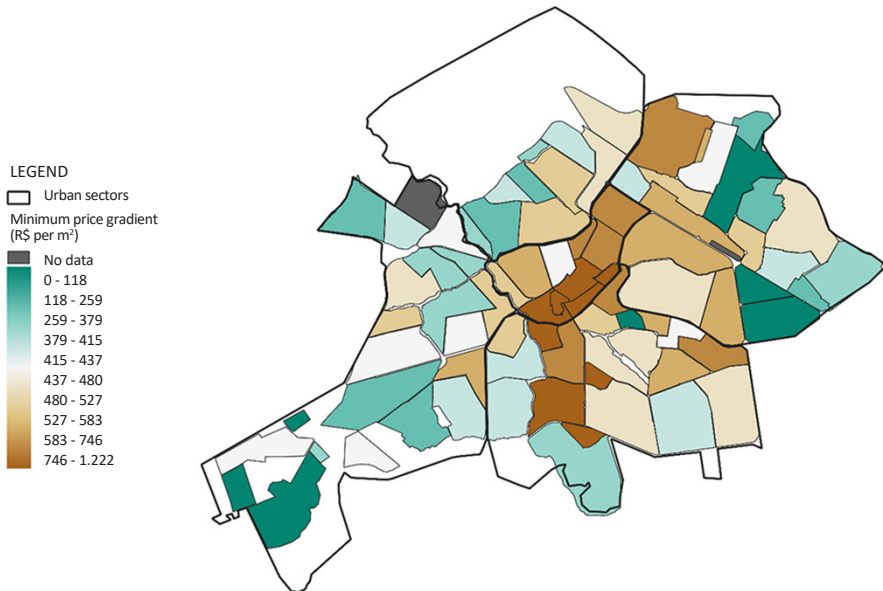 LEGEND
Urban sectors
Minimum price gradient
(R$ per m²)
No data
0 - 118
118 - 259
259 - 379
379 - 415
415 - 437
437 - 480
480 - 527
527 - 583
583 - 746
746 - 1.222